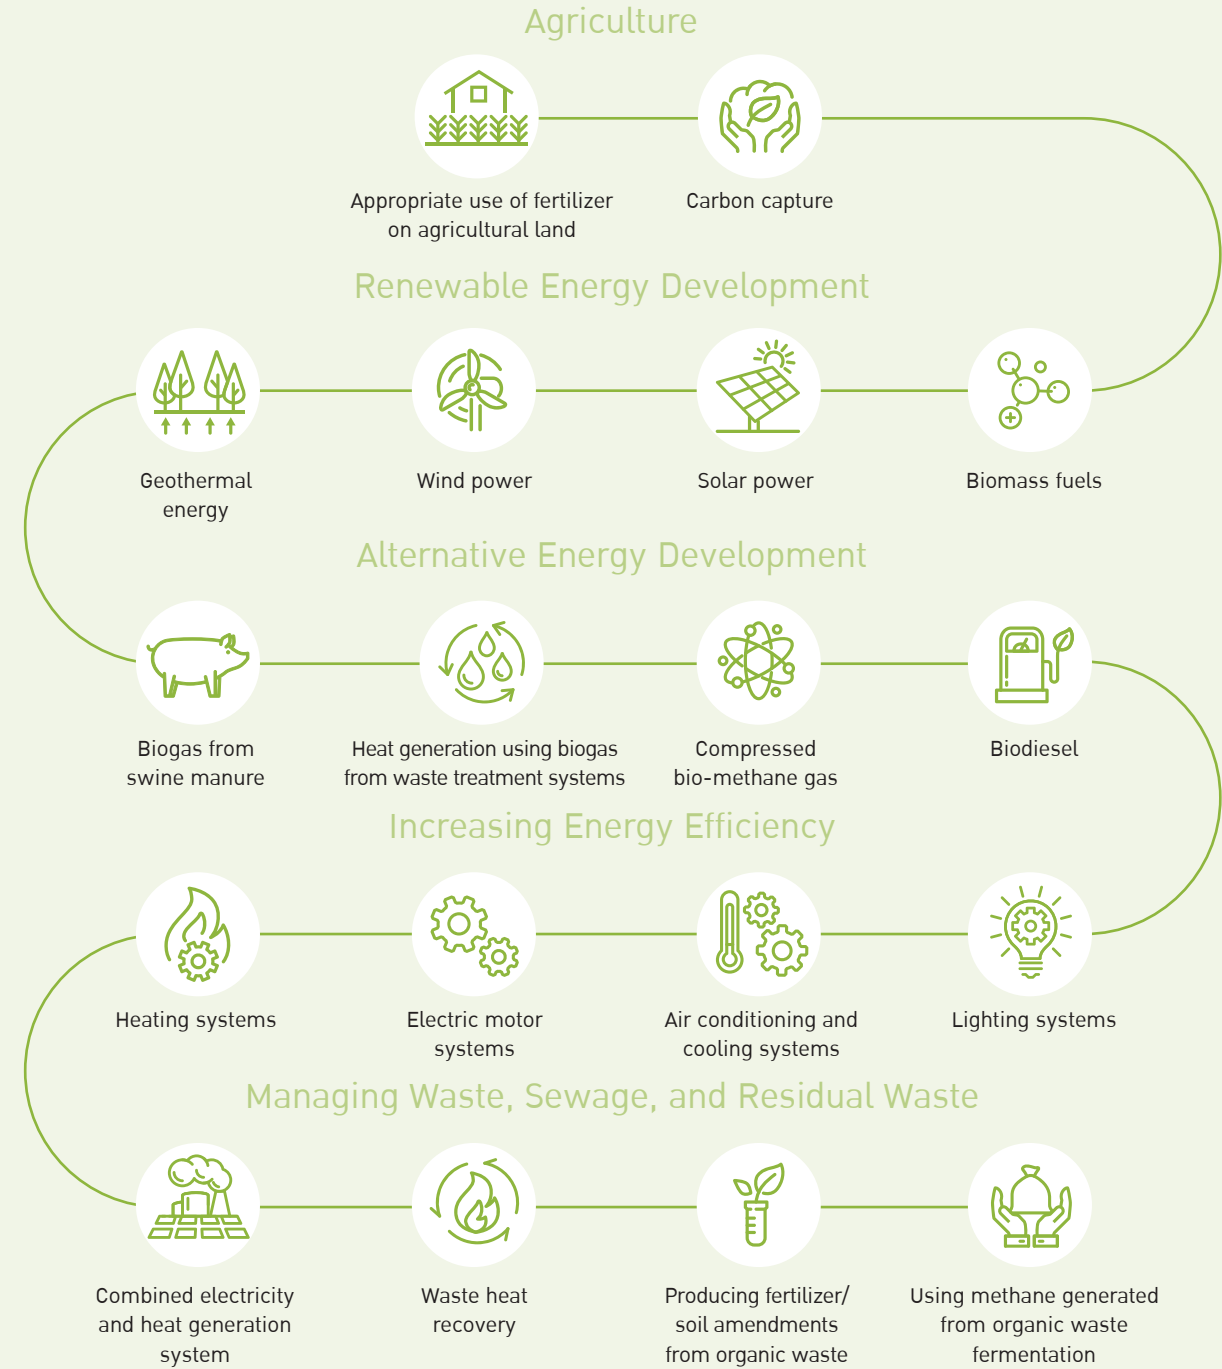 Agriculture
Appropriate use of fertilizer
on agricultural land
Carbon capture
Renewable Energy Development
Geothermal
energy
Wind power
Solar power
Biomass fuels
Alternative Energy Development
Biogas from
swine manure
Heat generation using biogas
from waste treatment systems
Compressed
bio-methane gas
Biodiesel
Increasing Energy Efficiency
Heating systems
Electric motor
systems
Air conditioning and
cooling systems
Lighting systems
Managing Waste, Sewage, and Residual Waste
Combined electricity
and heat generation
system
Waste heat
recovery
Producing fertilizer/
soil amendments
from organic waste
Using methane generated
from organic waste
fermentation